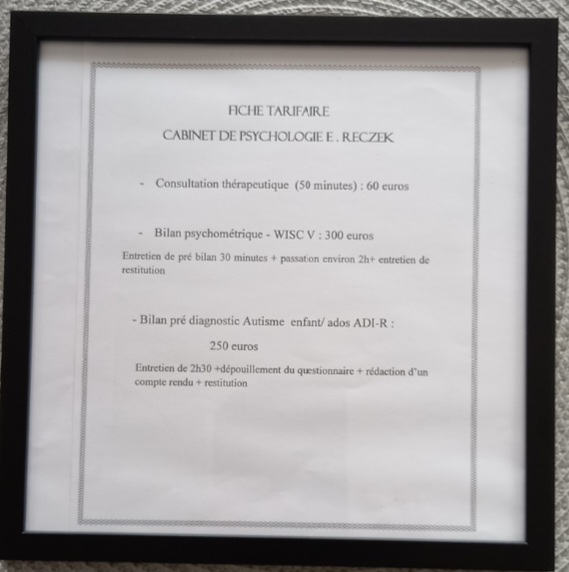 FICHE TARIFAIRE
CABINET DE PSYCHOLOGIE E . RECZEK
- Consultation thérapeutique (50 minutes) : 60 euros
- Bilan psychométrique - WISC V : 300 euros
Entretien de pré bilan 30 minutes + passation environ 2h+ entretien de
restitution
- Bilan pré diagnostic Autisme enfant/ ados ADI-R :
250 euros
Entretien de 2h30 +dépouillement du questionnaire + rédaction d'un
compte rendu + restitution